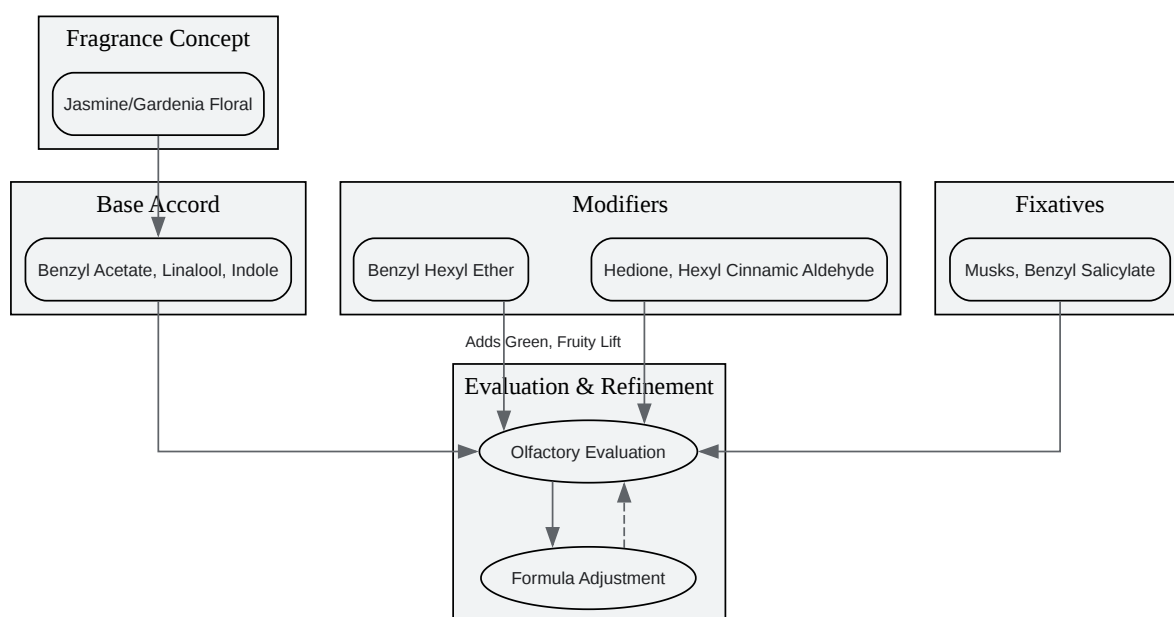 Fragrance Concept
Jasmine/Gardenia Floral
Base Accord
Modifiers
Fixatives
Benzyl Acetate, Linalool, Indole
Benzyl Hexyl Ether
Hedione, Hexyl Cinnamic Aldehyde
Musks, Benzyl Salicylate
Adds Green, Fruity Lift
Evaluation & Refinement
Olfactory Evaluation
Formula Adjustment